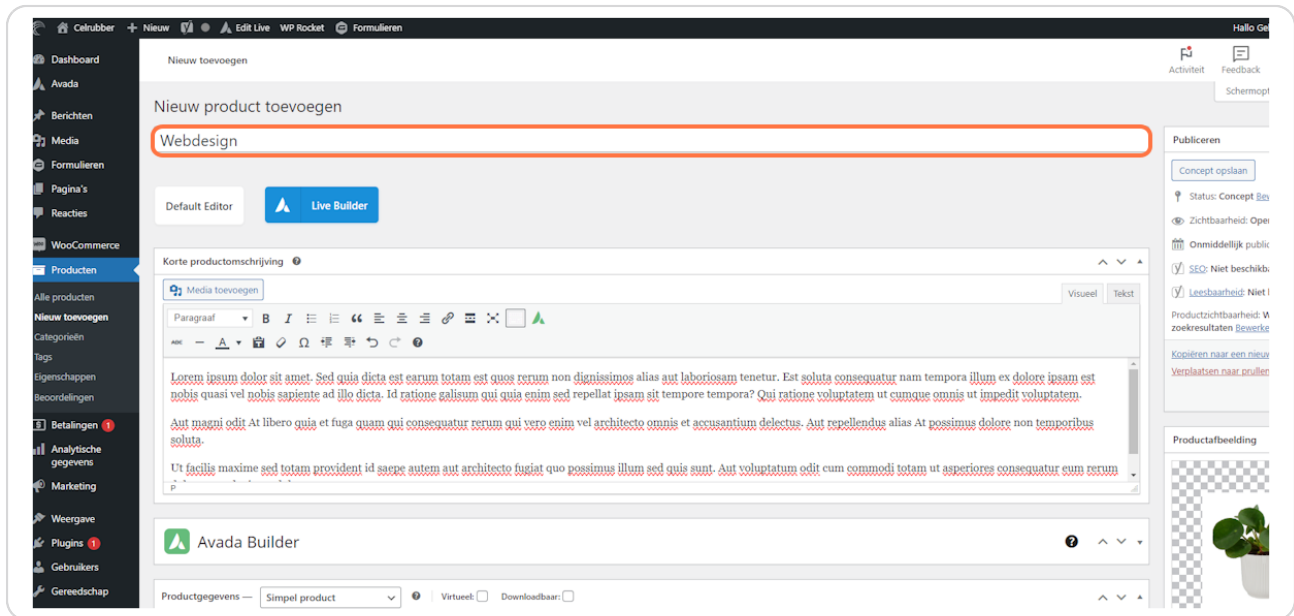 Celrubber + Nieuw Edit Live WP Rocket Formulieren Hallo Gel
Dashboard
Avada
Berichten
Media
Formulieren
Pagina's
Reacties
WooCommerce
Producten
Alle producten
Nieuw toevoegen
Categorieën
Tags
Eigenschappen
Beoordelingen
Betalingen 1
Analytische
gegevens
Marketing
Weergave
Plugins 1
Gebruikers
Gereedschap
Nieuw toevoegen
Activiteit Feedback
Schermopt
Nieuw product toevoegen
Webdesign
Default Editor Live Builder
Korte productomschrijving
Media toevoegen
Visueel Tekst
Paragraaf
Lorem ipsum dolor sit amet. Sed quia dicta est earum totam est quos rerum non dignissimos alias aut laboriosam tenetur. Est soluta consequatur nam tempora illum ex dolore ipsam est
nobis quasi vel nobis sapiente ad illo dicta. Id ratione galisum qui quia enim sed repellat ipsam sit tempore tempora? Qui ratione voluptatem ut cumque omnis ut impedit voluptatem.
Aut magni odit At libero quia et fuga quam qui consequatur rerum qui vero enim vel architecto omnis et accusantium delectus. Aut repellendus alias At possimus dolore non temporibus
soluta.
Ut facilis maxime sed totam provident id saepe autem aut architecto fugiat quo possimus illum sed quis sunt. Aut voluptatum odit cum commodi totam ut asperiores consequatur eum rerum
P
Avada Builder
Productgegevens — Simpel product Virtueel: Downloadbaar:
Publiceren
Concept opslaan
Status: Concept Bew
Zichtbaarheid: Open
Onmiddellijk public
SEO: Niet beschikba
Leesbaarheid: Niet
Productzichtbaarheid: W
zoekresultaten Bewerke
Kopiëren naar een nieuw
Verplaatsen naar prullen
Productafbeelding